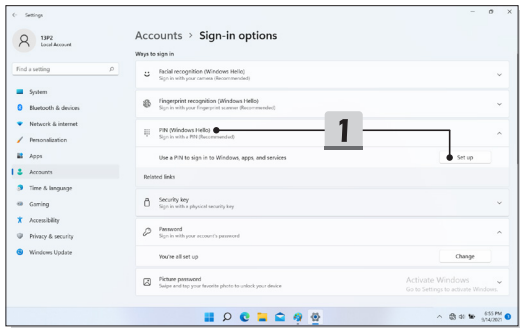 Settings
13P2
Local Account
Find a setting
System
Bluetooth & devices
Network & internet
Personalization
Apps
Accounts
Time & language
Gaming
Accessibility
Privacy & security
Windows Update
Accounts > Sign-in options
Ways to sign in
Facial recognition (Windows Hello)
Sign in with your camera (Recommended)
Fingerprint recognition (Windows Hello)
Sign in with your fingerprint scanner (Recommended)
PIN (Windows Hello)
Sign in with a PIN (Recommended)
1
Use a PIN to sign in to Windows, apps, and services
Set up
Related links
Security key
Sign in with a physical security key
Password
Sign in with your account's password
You're all set up
Change
Picture password
Swipe and tap your favorite photo to unlock your device
Activate Windows
Go to Settings to activate Windows.
6:55 PM
9/14/2021